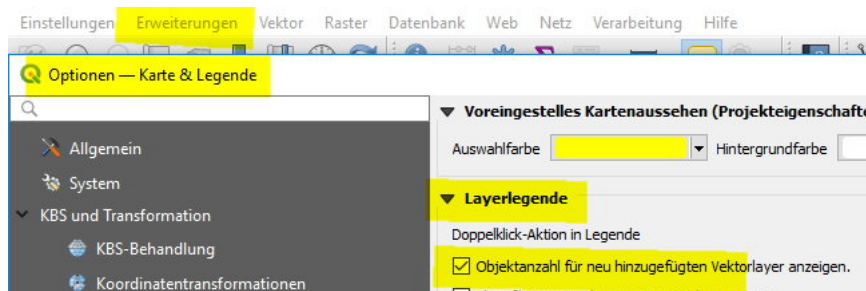 Einstellungen Erweiterungen Vektor Raster Datenbank Web Netz Verarbeitung Hilfe
Optionen — Karte & Legende
Voreingestelles Kartenaussehen (Projekteigenschafte
Allgemein
Auswahlfarbe Hintergrundfarbe
System
Layerlegende
KBS und Transformation
Doppelklick-Aktion in Legende
KBS-Behandlung
Objektanzahl für neu hinzugefügten Vektorlayer anzeigen.
Koordinatentransformationen